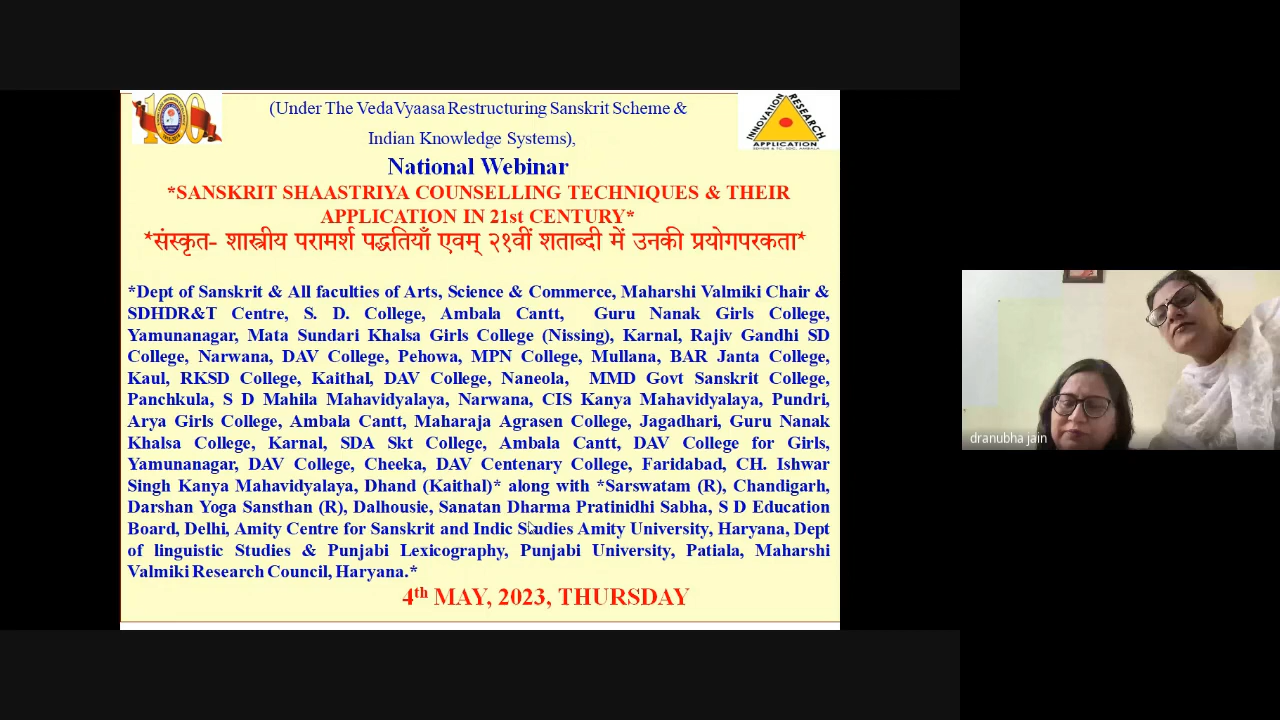 100
INNOVATION
RESEARCH
APPLICATION
(Under The VedaVyaasa Restructuring Sanskrit Scheme &
Indian Knowledge Systems),
National Webinar
*SANSKRIT SHAASTRIYA COUNSELLING TECHNIQUES & THEIR
APPLICATION IN 21st CENTURY*
*संस्कृत- शास्त्रीय परामर्श पद्धतियाँ एवम् २१वीं शताब्दी में उनकी प्रयोगपरकता*
*Dept of Sanskrit & All faculties of Arts, Science & Commerce, Maharshi Valmiki Chair &
SDHDR&T Centre, S. D. College, Ambala Cantt, Guru Nanak Girls College,
Yamunanagar, Mata Sundari Khalsa Girls College (Nissing), Karnal, Rajiv Gandhi SD
College, Narwana, DAV College, Pehowa, MPN College, Mullana, BAR Janta College,
Kaul, RKSD College, Kaithal, DAV College, Naneola, MMD Govt Sanskrit College,
Panchkula, S D Mahila Mahavidyalaya, Narwana, CIS Kanya Mahavidyalaya, Pundri,
Arya Girls College, Ambala Cantt, Maharaja Agrasen College, Jagadhari, Guru Nanak
Khalsa College, Karnal, SDA Skt College, Ambala Cantt, DAV College for Girls,
Yamunanagar, DAV College, Cheeka, DAV Centenary College, Faridabad, CH. Ishwar
Singh Kanya Mahavidyalaya, Dhand (Kaithal)* along with *Sarswatam (R), Chandigarh,
Darshan Yoga Sansthan (R), Dalhousie, Sanatan Dharma Pratinidhi Sabha, S D Education
Board, Delhi, Amity Centre for Sanskrit and Indic Studies Amity University, Haryana, Dept
of linguistic Studies & Punjabi Lexicography, Punjabi University, Patiala, Maharshi
Valmiki Research Council, Haryana.*
4th MAY, 2023, THURSDAY
dranubha jain